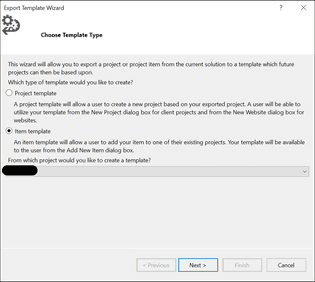 Export Template Wizard
?
Choose Template Type
This wizard will allow you to export a project or project item from the current solution to a template which future
projects can then be based upon.
Which type of template would you like to create?
Project template
A project template will allow a user to create a new project based on your exported project. A user will be able to
utilize your template from the New Project dialog box for client projects and from the New Website dialog box for
websites.
Item template
An item template will allow a user to add your item to one of their existing projects. Your template will be available
to the user from the Add New Item dialog box.
From which project would you like to create a template?
< Previous
Next >
Finish
Cancel